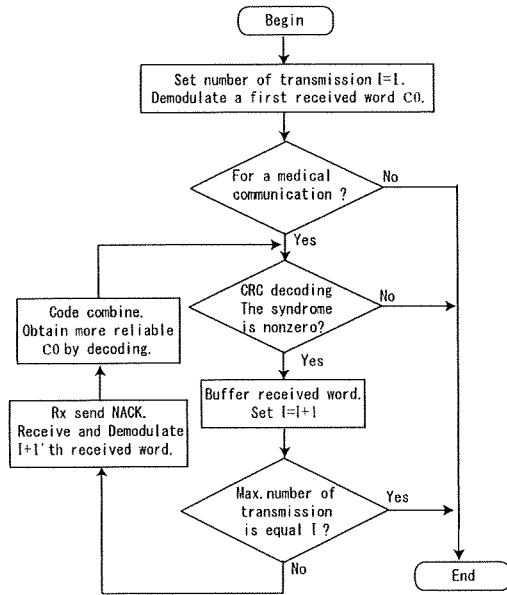 Begin
Set number of transmission I=1.
Demodulate a first received word C0.
For a medical
communication ?
No
Yes
CRC decoding
The syndrome
is nonzero?
No
Yes
Code combine.
Obtain more reliable
C0 by decoding.
Buffer received word.
Set I=I+1
Rx send NACK.
Receive and Demodulate
I+1'th received word.
Max. number of
transmission
is equal I ?
Yes
No
End